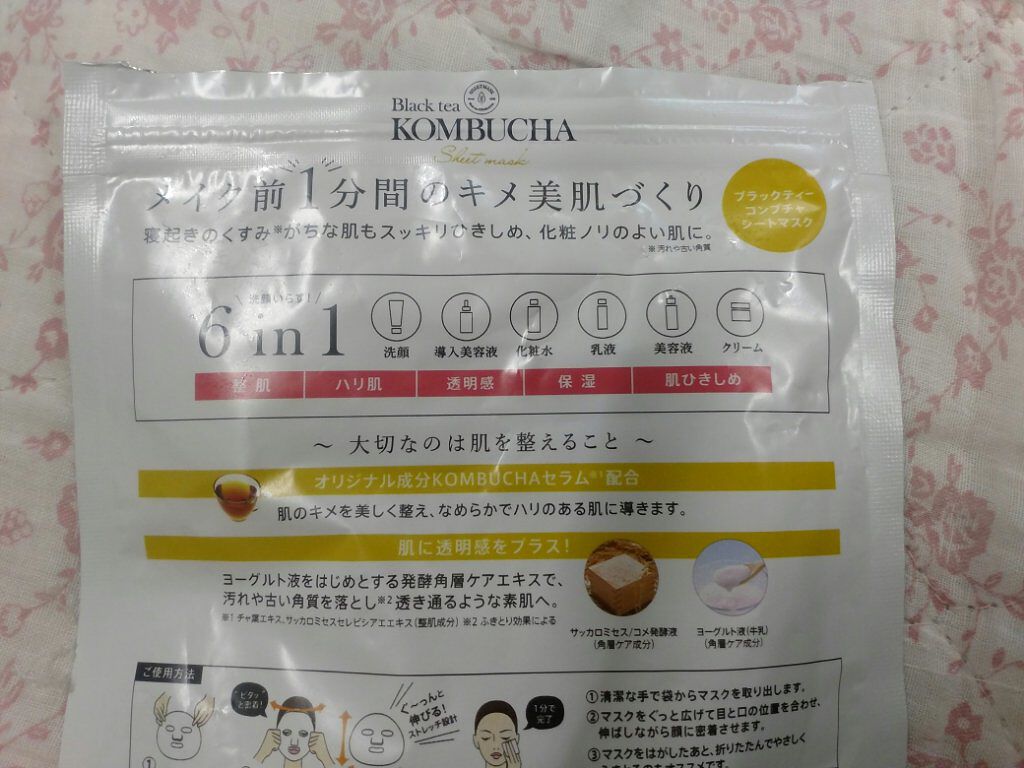 Black tea
KOMBUCHA
Sheet mask
メイク前1分間のキメ美肌づくり
寝起きのくすみ※がちな肌もスッキリひきしめ、化粧ノリのよい肌に。
※汚れや古い角質
ブラックティー
コンブチャ
シートマスク
\ 洗顔いらず! /
6 in 1
洗顔 導入美容液 化粧水 乳液 美容液 クリーム
整肌 ハリ肌 透明感 保湿 肌ひきしめ
～ 大切なのは肌を整えること ～
オリジナル成分KOMBUCHAセラム※1配合
肌のキメを美しく整え、なめらかでハリのある肌に導きます。
肌に透明感をプラス!
ヨーグルト液をはじめとする発酵角層ケアエキスで、
汚れや古い角質を落とし※2透き通るような素肌へ。
※1 チャ葉エキス、サッカロミセスセレビシアエエキス(整肌成分) ※2 ふきとり効果による
サッカロミセス/コメ発酵液
(角層ケア成分)
ヨーグルト液(牛乳)
(角層ケア成分)
ご使用方法
①
ピタッ
と密着!
ぐ〜っんと
伸びる!
ストレッチ設計
1分で
完了
①清潔な手で袋からマスクを取り出します。
②マスクをぐっと広げて目と口の位置を合わせ、
伸ばしながら顔に密着させます。
③マスクをはがしたあと、折りたたんでやさしく